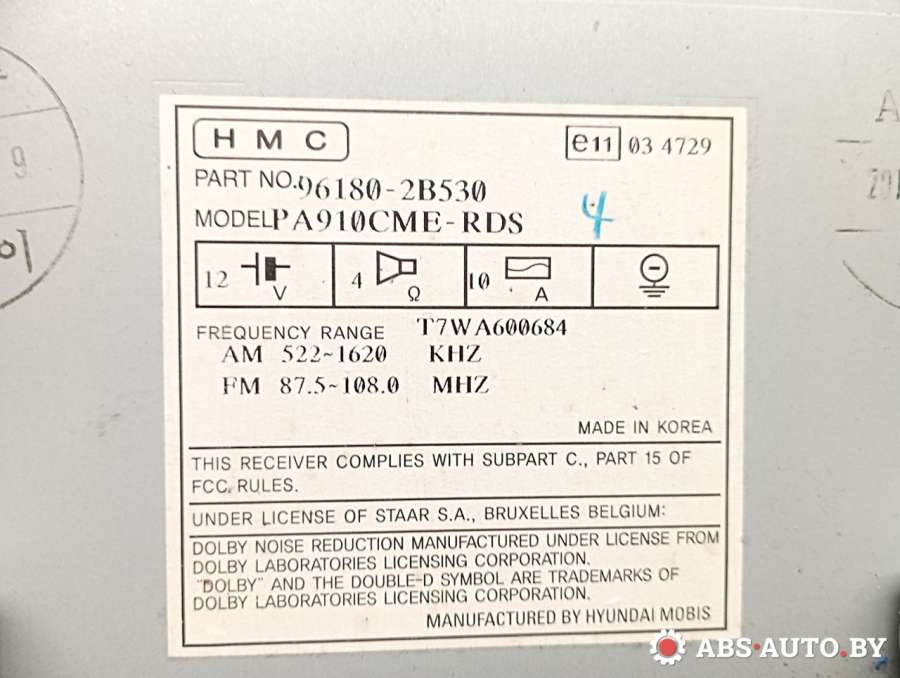 HMC
e11 03 4729
PART NO. 96180-2B530
MODEL PA910CME-RDS
4
12 V 4 Ω 10 A
FREQUENCY RANGE T7WA600684
AM 522~1620 KHZ
FM 87.5~108.0 MHZ
MADE IN KOREA
THIS RECEIVER COMPLIES WITH SUBPART C., PART 15 OF
FCC. RULES.
UNDER LICENSE OF STAAR S.A., BRUXELLES BELGIUM:
DOLBY NOISE REDUCTION MANUFACTURED UNDER LICENSE FROM
DOLBY LABORATORIES LICENSING CORPORATION.
"DOLBY" AND THE DOUBLE-D SYMBOL ARE TRADEMARKS OF
DOLBY LABORATORIES LICENSING CORPORATION.
MANUFACTURED BY HYUNDAI MOBIS
9
A
ABS-AUTO.BY